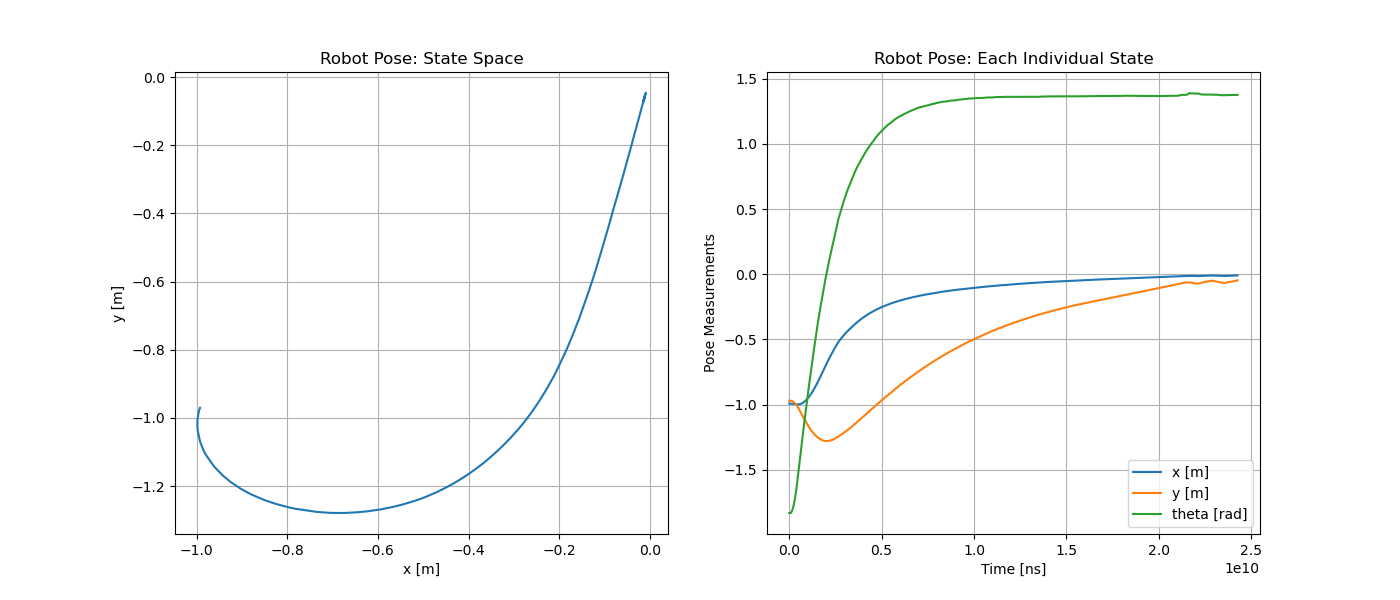 Robot Pose: State Space
0.0
−0.2
−0.4
−0.6
−0.8
−1.0
−1.2
y [m]
−1.0
−0.8
−0.6
−0.4
−0.2
0.0
x [m]
Robot Pose: Each Individual State
1.5
1.0
0.5
0.0
−0.5
−1.0
−1.5
Pose Measurements
x [m]
y [m]
theta [rad]
0.0
0.5
1.0
1.5
2.0
2.5
1e10
Time [ns]